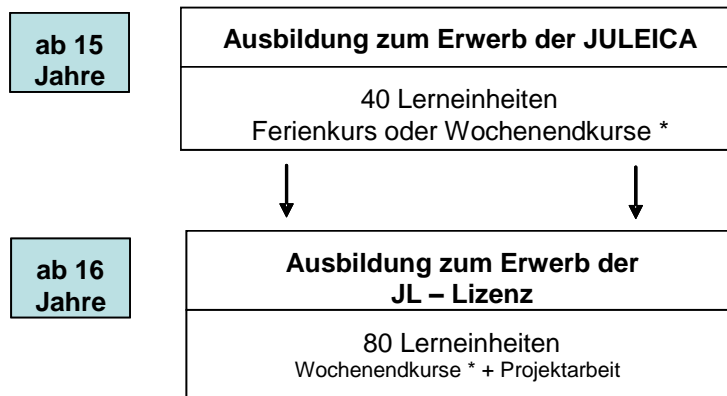 ab 15
Jahre
Ausbildung zum Erwerb der JULEICA
40 Lerneinheiten
Ferienkurs oder Wochenendkurse *
ab 16
Jahre
Ausbildung zum Erwerb der
JL – Lizenz
80 Lerneinheiten
Wochenendkurse * + Projektarbeit